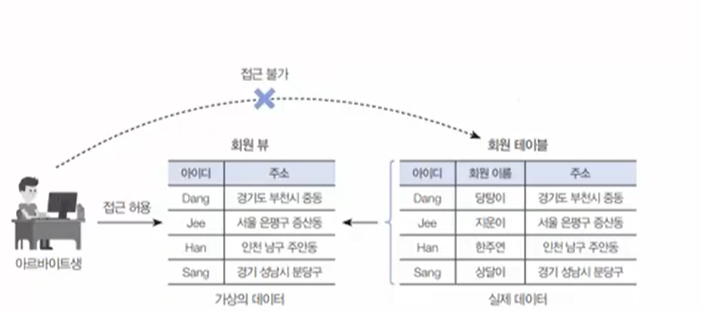 접근 불가
회원 뷰
아이디 주소
Dang 경기도 부천시 중동
Jee 서울 은평구 증산동
Han 인천 남구 주안동
Sang 경기 성남시 분당구
가상의 데이터
접근 허용
아르바이트생
회원 테이블
아이디 회원 이름 주소
Dang 당탕이 경기도 부천시 중동
Jee 지운이 서울 은평구 증산동
Han 한주연 인천 남구 주안동
Sang 상달이 경기 성남시 분당구
실제 데이터